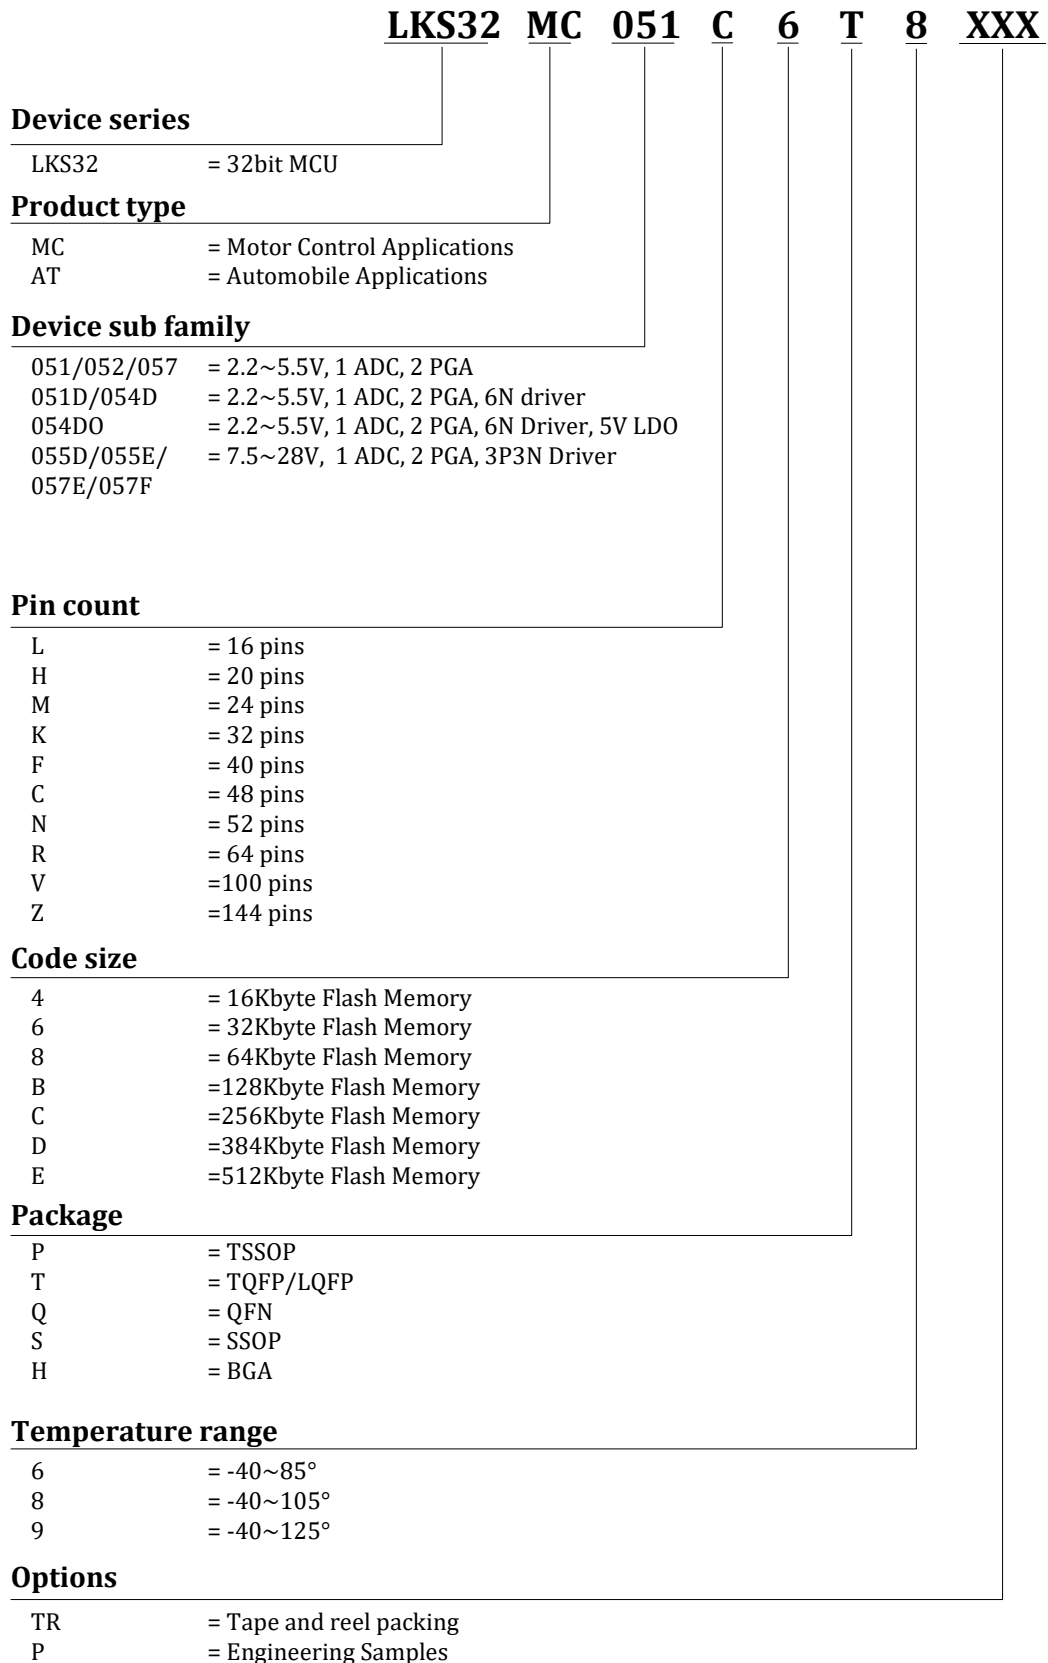 LKS32 MC 051 C 6 T 8 XXX
Device series
LKS32 = 32bit MCU
Product type
MC = Motor Control Applications
AT = Automobile Applications
Device sub family
051/052/057 = 2.2~5.5V, 1 ADC, 2 PGA
051D/054D = 2.2~5.5V, 1 ADC, 2 PGA, 6N driver
054DO = 2.2~5.5V, 1 ADC, 2 PGA, 6N Driver, 5V LDO
055D/055E/ = 7.5~28V, 1 ADC, 2 PGA, 3P3N Driver
057E/057F
Pin count
L = 16 pins
H = 20 pins
M = 24 pins
K = 32 pins
F = 40 pins
C = 48 pins
N = 52 pins
R = 64 pins
V =100 pins
Z =144 pins
Code size
4 = 16Kbyte Flash Memory
6 = 32Kbyte Flash Memory
8 = 64Kbyte Flash Memory
B =128Kbyte Flash Memory
C =256Kbyte Flash Memory
D =384Kbyte Flash Memory
E =512Kbyte Flash Memory
Package
P = TSSOP
T = TQFP/LQFP
Q = QFN
S = SSOP
H = BGA
Temperature range
6 = -40~85°
8 = -40~105°
9 = -40~125°
Options
TR = Tape and reel packing
P = Engineering Samples